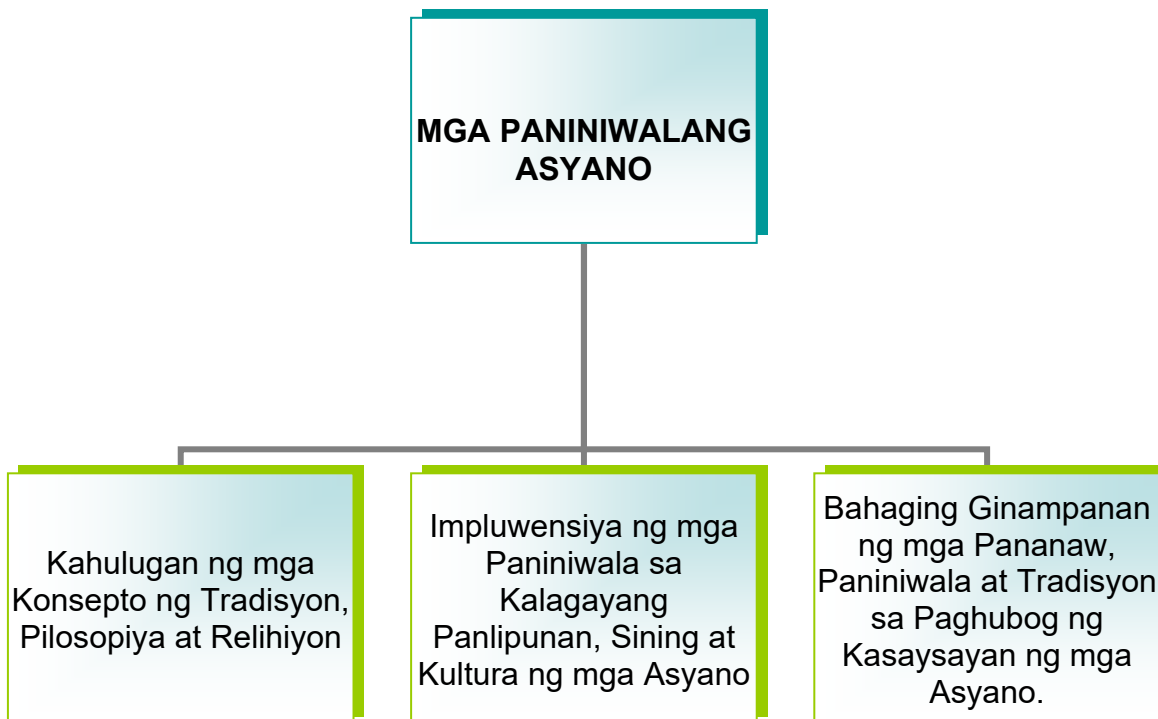 MGA PANINIWALANG
ASYANO
Kahulugan ng mga
Konsepto ng Tradisyon,
Pilosopiya at Relihiyon
Impluwensiya ng mga
Paniniwala sa
Kalagayang
Panlipunan, Sining at
Kultura ng mga Asyano
Bahaging Ginampanan
ng mga Pananaw,
Paniniwala at Tradisyon
sa Paghubog ng
Kasaysayan ng mga
Asyano.